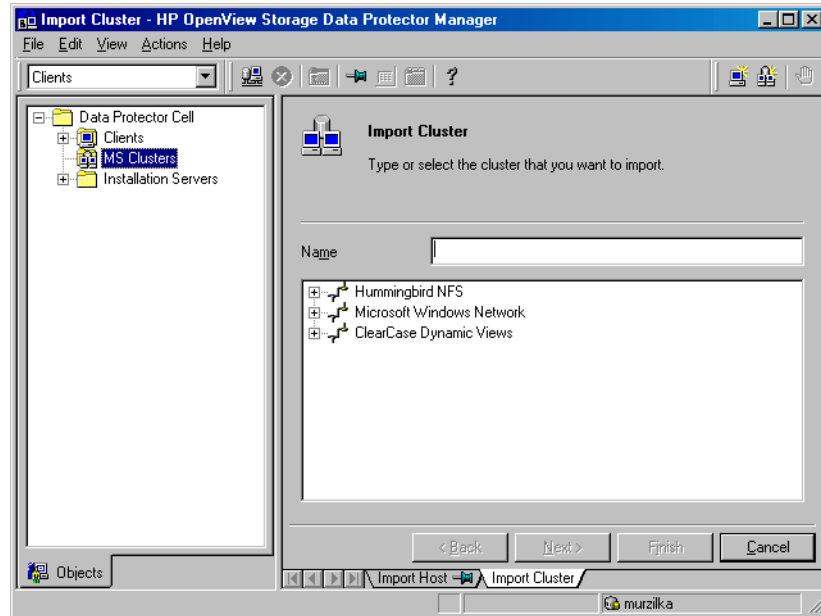 Import Cluster - HP OpenView Storage Data Protector Manager
File Edit View Actions Help
Clients
Data Protector Cell
Clients
MS Clusters
Installation Servers
Import Cluster
Type or select the cluster that you want to import.
Name
Hummingbird NFS
Microsoft Windows Network
ClearCase Dynamic Views
< Back Next > Finish Cancel
Objects
Import Host Import Cluster
murzilka